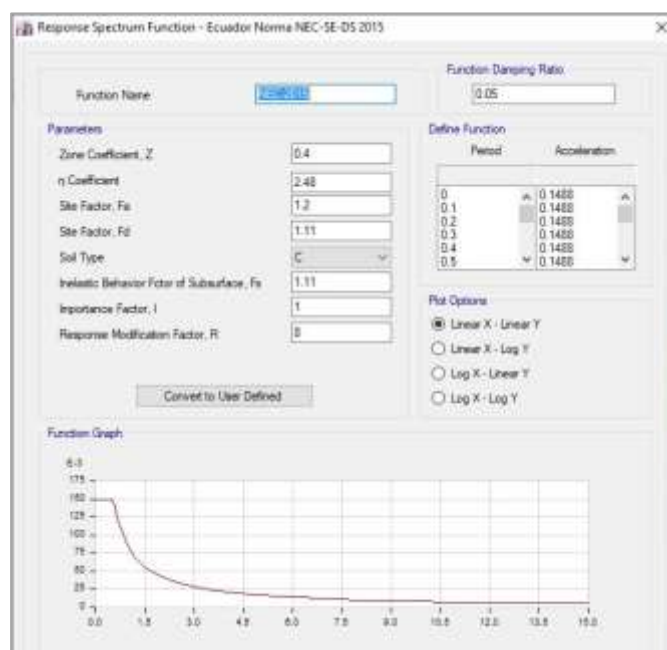 Response Spectrum Function - Ecuador Norma NEC-SE-DS 2015
Function Damping Ratio
Function Name
0.05
Parameters
Define Function
Zone Coefficient, Z 0.4
Period Acceleration
η Coefficient 2.48
Site Factor, Fa 1.2
Site Factor, Fd 1.11
Soil Type C
Inelastic Behavior Fctor of Subsurface, Fs 1.11
Importance Factor, I 1
Response Modification Factor, R 8
0 0.1488
0.1 0.1488
0.2 0.1488
0.3 0.1488
0.4 0.1488
0.5 0.1488
Plot Options
Linear X - Linear Y
Linear X - Log Y
Log X - Linear Y
Log X - Log Y
Convert to User Defined
Function Graph
E-3
175
150
125
100
75
50
25
0
0.0 1.5 3.0 4.5 6.0 7.5 9.0 10.5 12.0 13.5 15.0